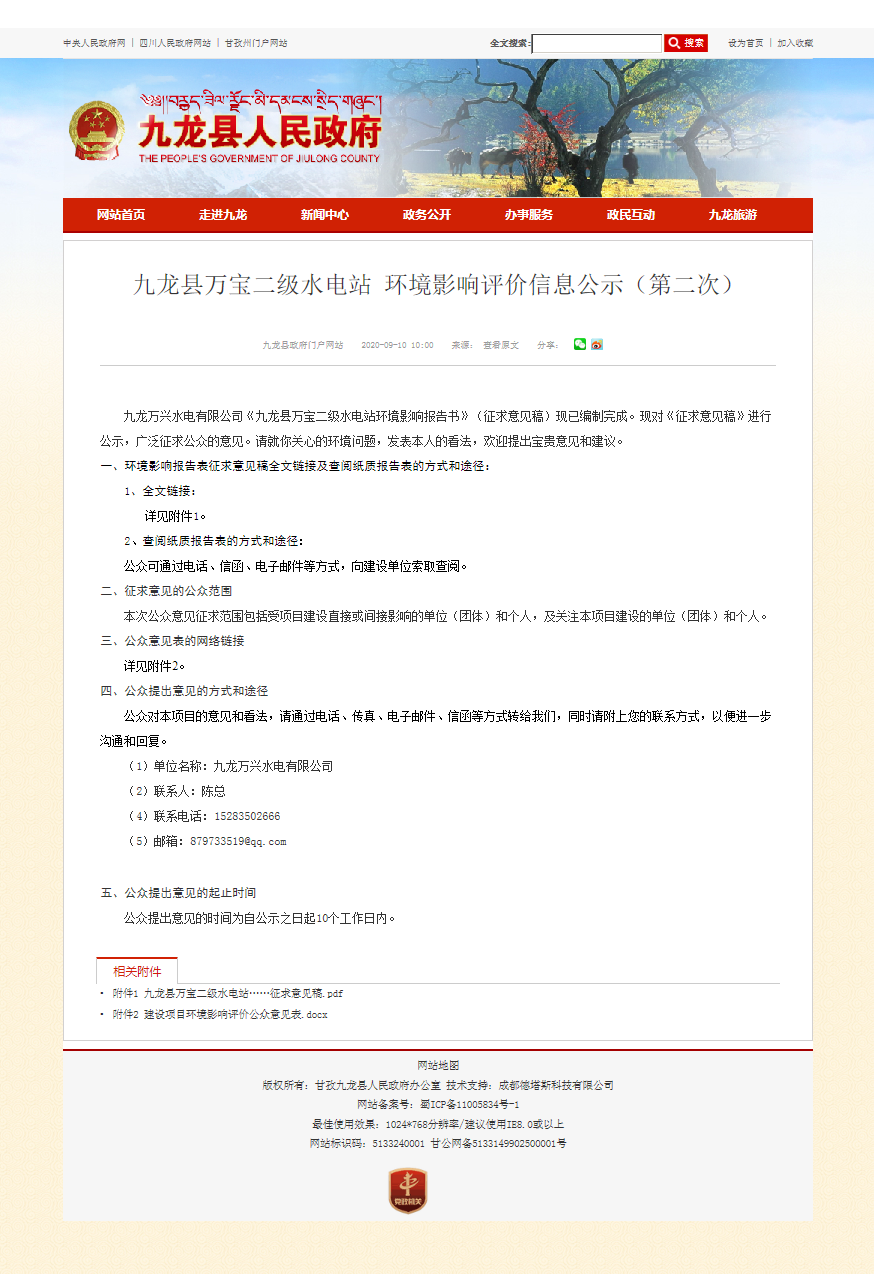 中央人民政府网 | 四川人民政府网站 | 甘孜州门户网站
全文搜索: 搜索 设为首页 | 加入收藏
九龙县人民政府
THE PEOPLE'S GOVERNMENT OF JIULONG COUNTY
网站首页 走进九龙 新闻中心 政务公开 办事服务 政民互动 九龙旅游
九龙县万宝二级水电站 环境影响评价信息公示（第二次）
九龙县政府门户网站 2020-09-10 10:00 来源： 查看原文 分享：
九龙万兴水电有限公司《九龙县万宝二级水电站环境影响报告书》（征求意见稿）现已编制完成。现对《征求意见稿》进行
公示，广泛征求公众的意见。请就你关心的环境问题，发表本人的看法，欢迎提出宝贵意见和建议。
一、环境影响报告表征求意见稿全文链接及查阅纸质报告表的方式和途径：
1、全文链接：
详见附件1。
2、查阅纸质报告表的方式和途径：
公众可通过电话、信函、电子邮件等方式，向建设单位索取查阅。
二、征求意见的公众范围
本次公众意见征求范围包括受项目建设直接或间接影响的单位（团体）和个人，及关注本项目建设的单位（团体）和个人。
三、公众意见表的网络链接
详见附件2。
四、公众提出意见的方式和途径
公众对本项目的意见和看法，请通过电话、传真、电子邮件、信函等方式转给我们，同时请附上您的联系方式，以便进一步
沟通和回复。
（1）单位名称：九龙万兴水电有限公司
（2）联系人：陈总
（4）联系电话：15283502666
（5）邮箱：879733519@qq.com
五、公众提出意见的起止时间
公众提出意见的时间为自公示之日起10个工作日内。
相关附件
· 附件1 九龙县万宝二级水电站……征求意见稿.pdf
· 附件2 建设项目环境影响评价公众意见表.docx
网站地图
版权所有：甘孜九龙县人民政府办公室 技术支持：成都德塔斯科技有限公司
网站备案号：蜀ICP备11005834号-1
最佳使用效果：1024*768分辨率/建议使用IE8.0或以上
网站标识码：5133240001 甘公网备5133149902500001号
党政机关